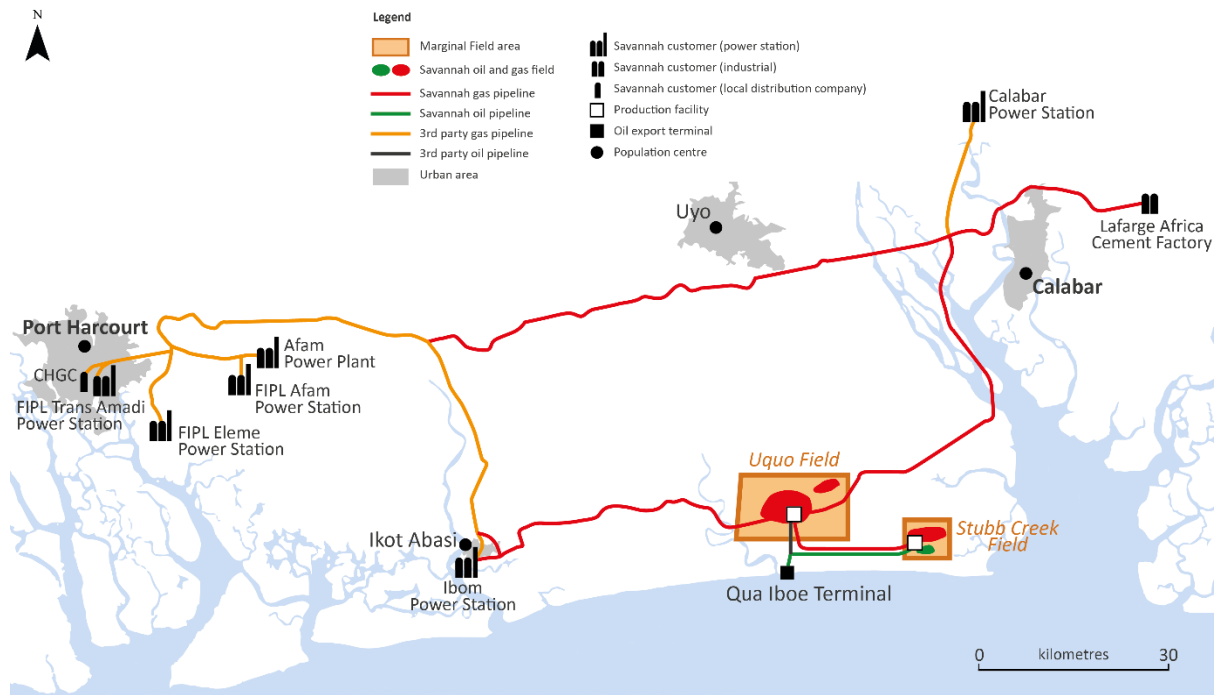 N
Legend
Marginal Field area
Savannah oil and gas field
Savannah gas pipeline
Savannah oil pipeline
3rd party gas pipeline
3rd party oil pipeline
Urban area
Savannah customer (power station)
Savannah customer (industrial)
Savannah customer (local distribution company)
Production facility
Oil export terminal
Population centre
Calabar
Power Station
Uyo
Lafarge Africa
Cement Factory
Calabar
Port Harcourt
Afam
Power Plant
CHGC
FIPL Afam
Power Station
FIPL Trans Amadi
Power Station
FIPL Eleme
Power Station
Uquo Field
Stubb Creek
Field
Ikot Abasi
Ibom
Power Station
Qua Iboe Terminal
0 kilometres 30